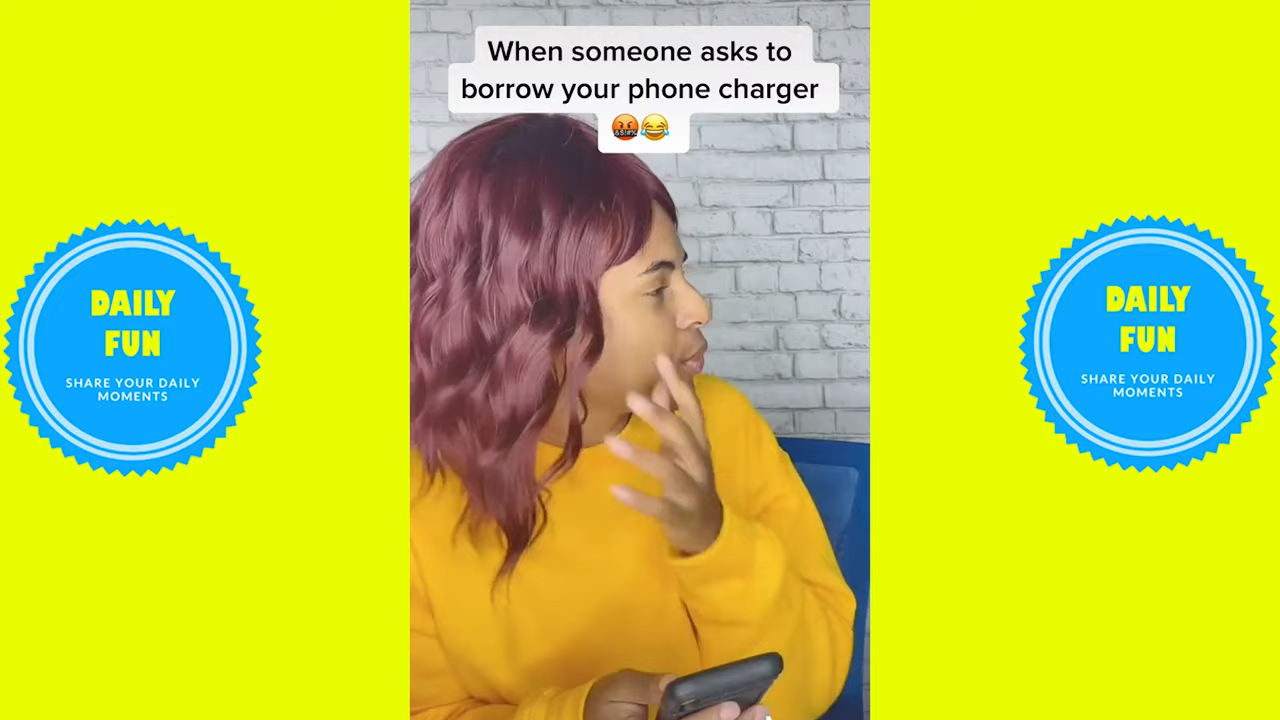 When someone asks to
borrow your phone charger
🤬😂
DAILY
FUN
SHARE YOUR DAILY
MOMENTS
DAILY
FUN
SHARE YOUR DAILY
MOMENTS